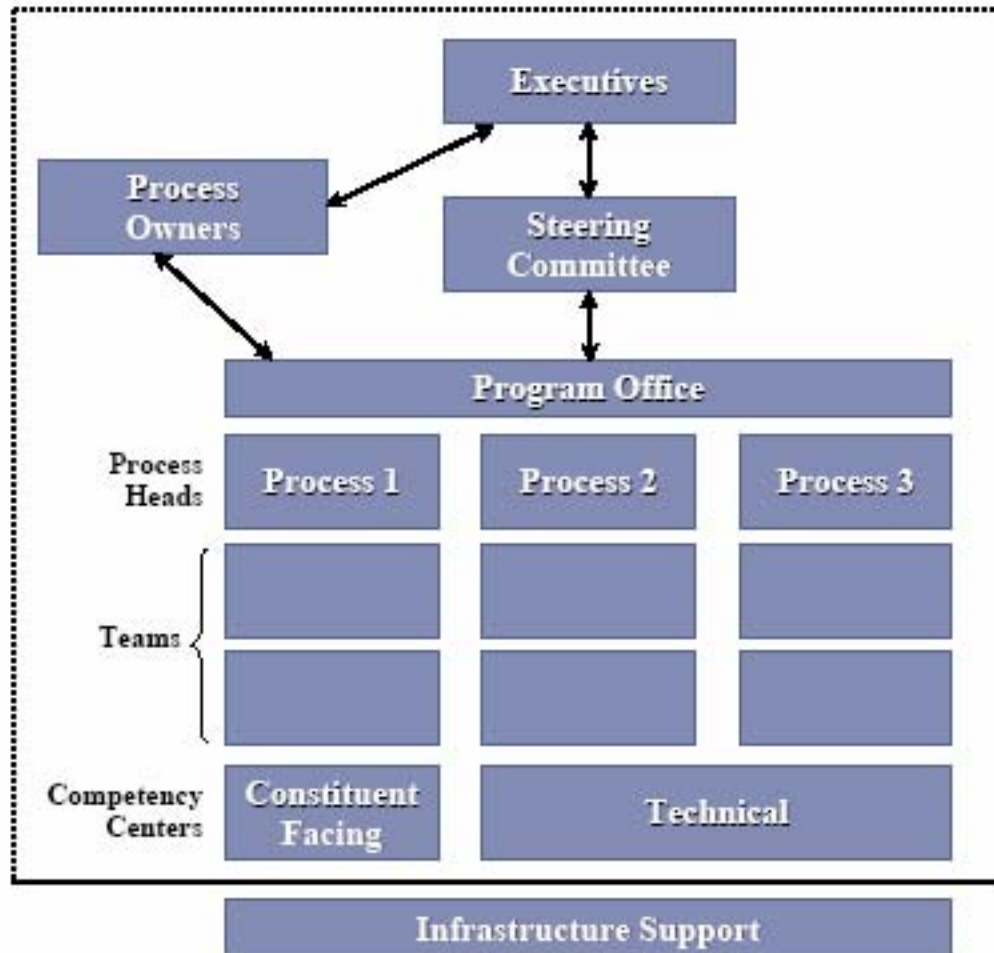 Executives
Process
Owners
Steering
Committee
Program Office
Process
Heads
Process 1
Process 2
Process 3
Teams
Competency
Centers
Constituent
Facing
Technical
Infrastructure Support